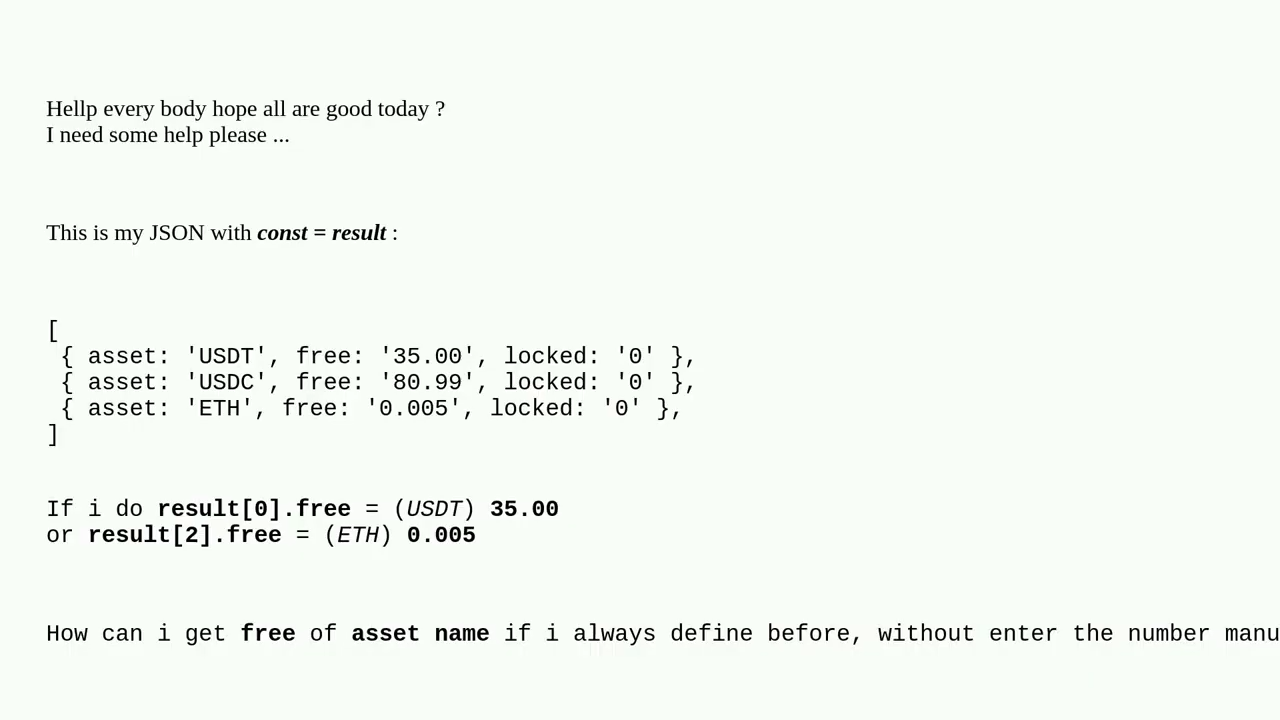 Hellp every body hope all are good today ?
I need some help please ...
This is my JSON with const = result :
[
 { asset: 'USDT', free: '35.00', locked: '0' },
 { asset: 'USDC', free: '80.99', locked: '0' },
 { asset: 'ETH', free: '0.005', locked: '0' },
]
If i do result[0].free = (USDT) 35.00
or result[2].free = (ETH) 0.005
How can i get free of asset name if i always define before, without enter the number manu